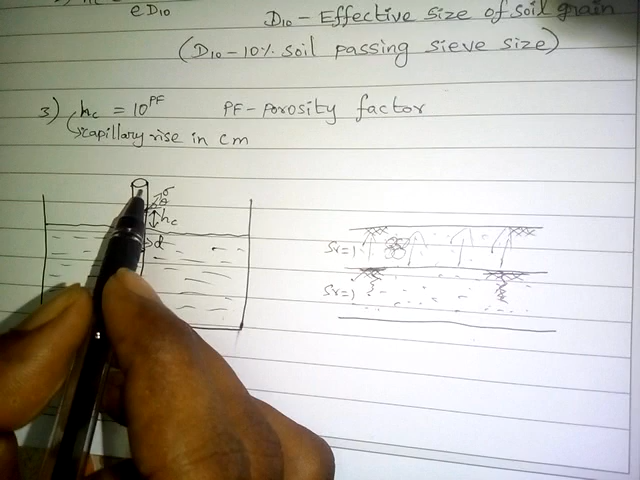 eD10 D10 - Effective size of soil grain
(D10 - 10% soil passing sieve size)
3) hc = 10^PF PF - porosity factor
capillary rise in cm
σ
θ
hc
d
Sr=1
Sr=1